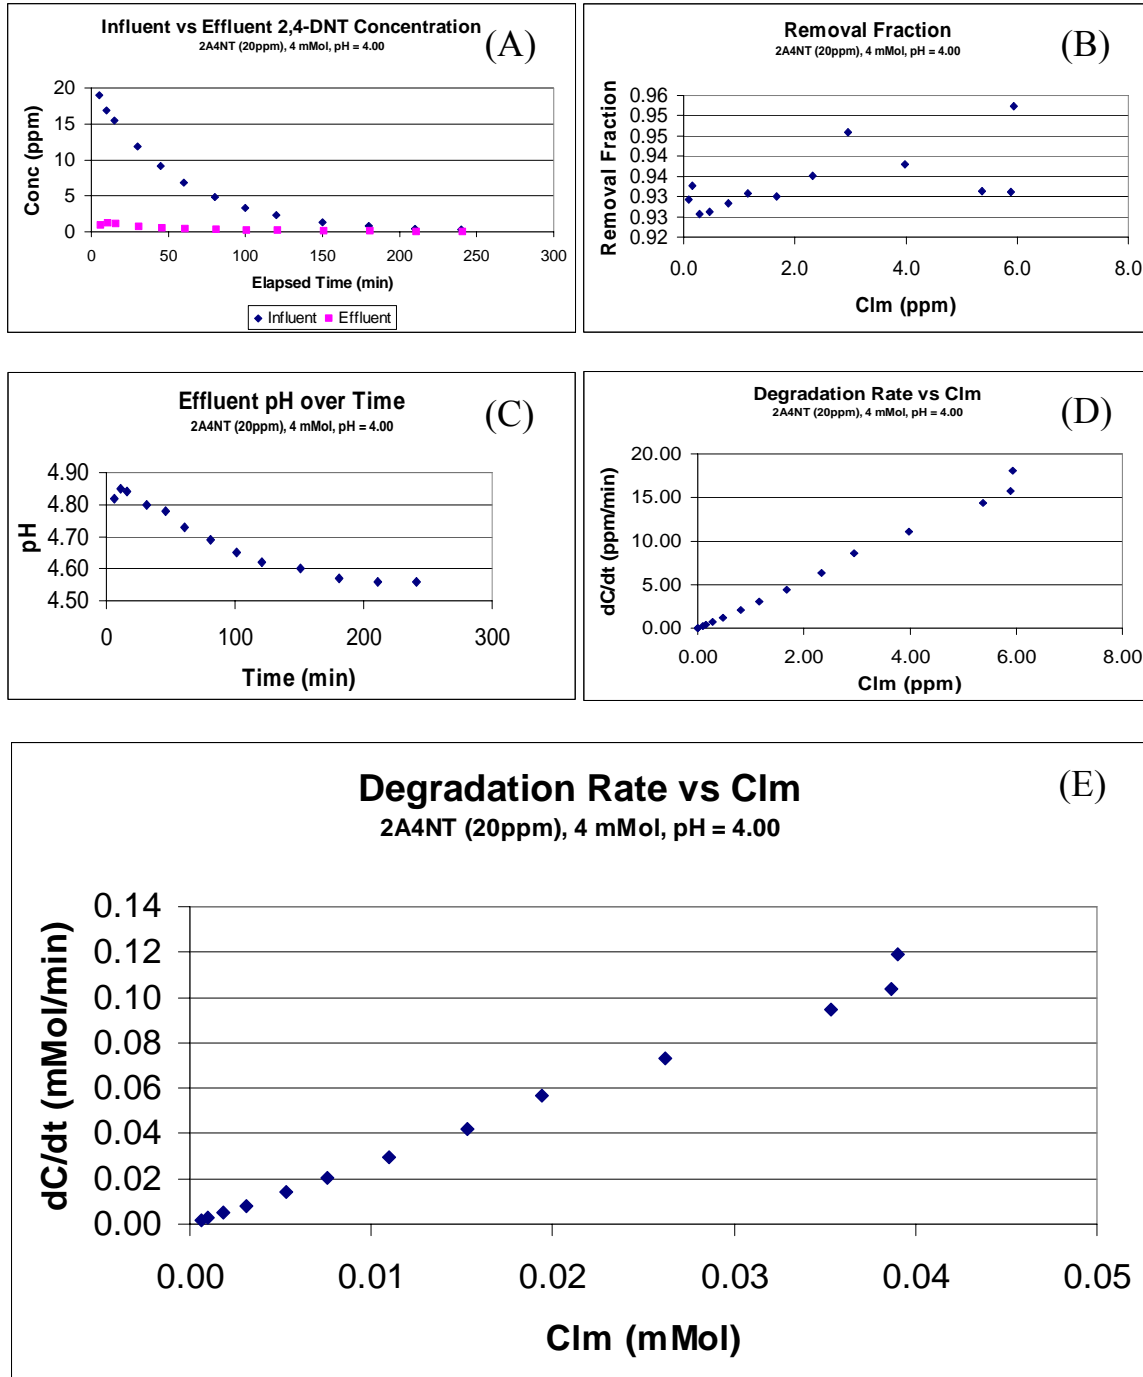 Influent vs Effluent 2,4-DNT Concentration
2A4NT (20ppm), 4 mMol, pH = 4.00
(A)
Conc (ppm)
20
15
10
5
0
0 50 100 150 200 250 300
Elapsed Time (min)
Influent Effluent
Removal Fraction
2A4NT (20ppm), 4 mMol, pH = 4.00
(B)
Removal Fraction
0.96
0.95
0.95
0.94
0.94
0.93
0.93
0.92
0.0 2.0 4.0 6.0 8.0
Clm (ppm)
Effluent pH over Time
2A4NT (20ppm), 4 mMol, pH = 4.00
(C)
pH
4.90
4.80
4.70
4.60
4.50
0 100 200 300
Time (min)
Degradation Rate vs Clm
2A4NT (20ppm), 4 mMol, pH = 4.00
(D)
dC/dt (ppm/min)
20.00
15.00
10.00
5.00
0.00
0.00 2.00 4.00 6.00 8.00
Clm (ppm)
Degradation Rate vs Clm
2A4NT (20ppm), 4 mMol, pH = 4.00
(E)
dC/dt (mMol/min)
0.14
0.12
0.10
0.08
0.06
0.04
0.02
0.00
0.00 0.01 0.02 0.03 0.04 0.05
Clm (mMol)